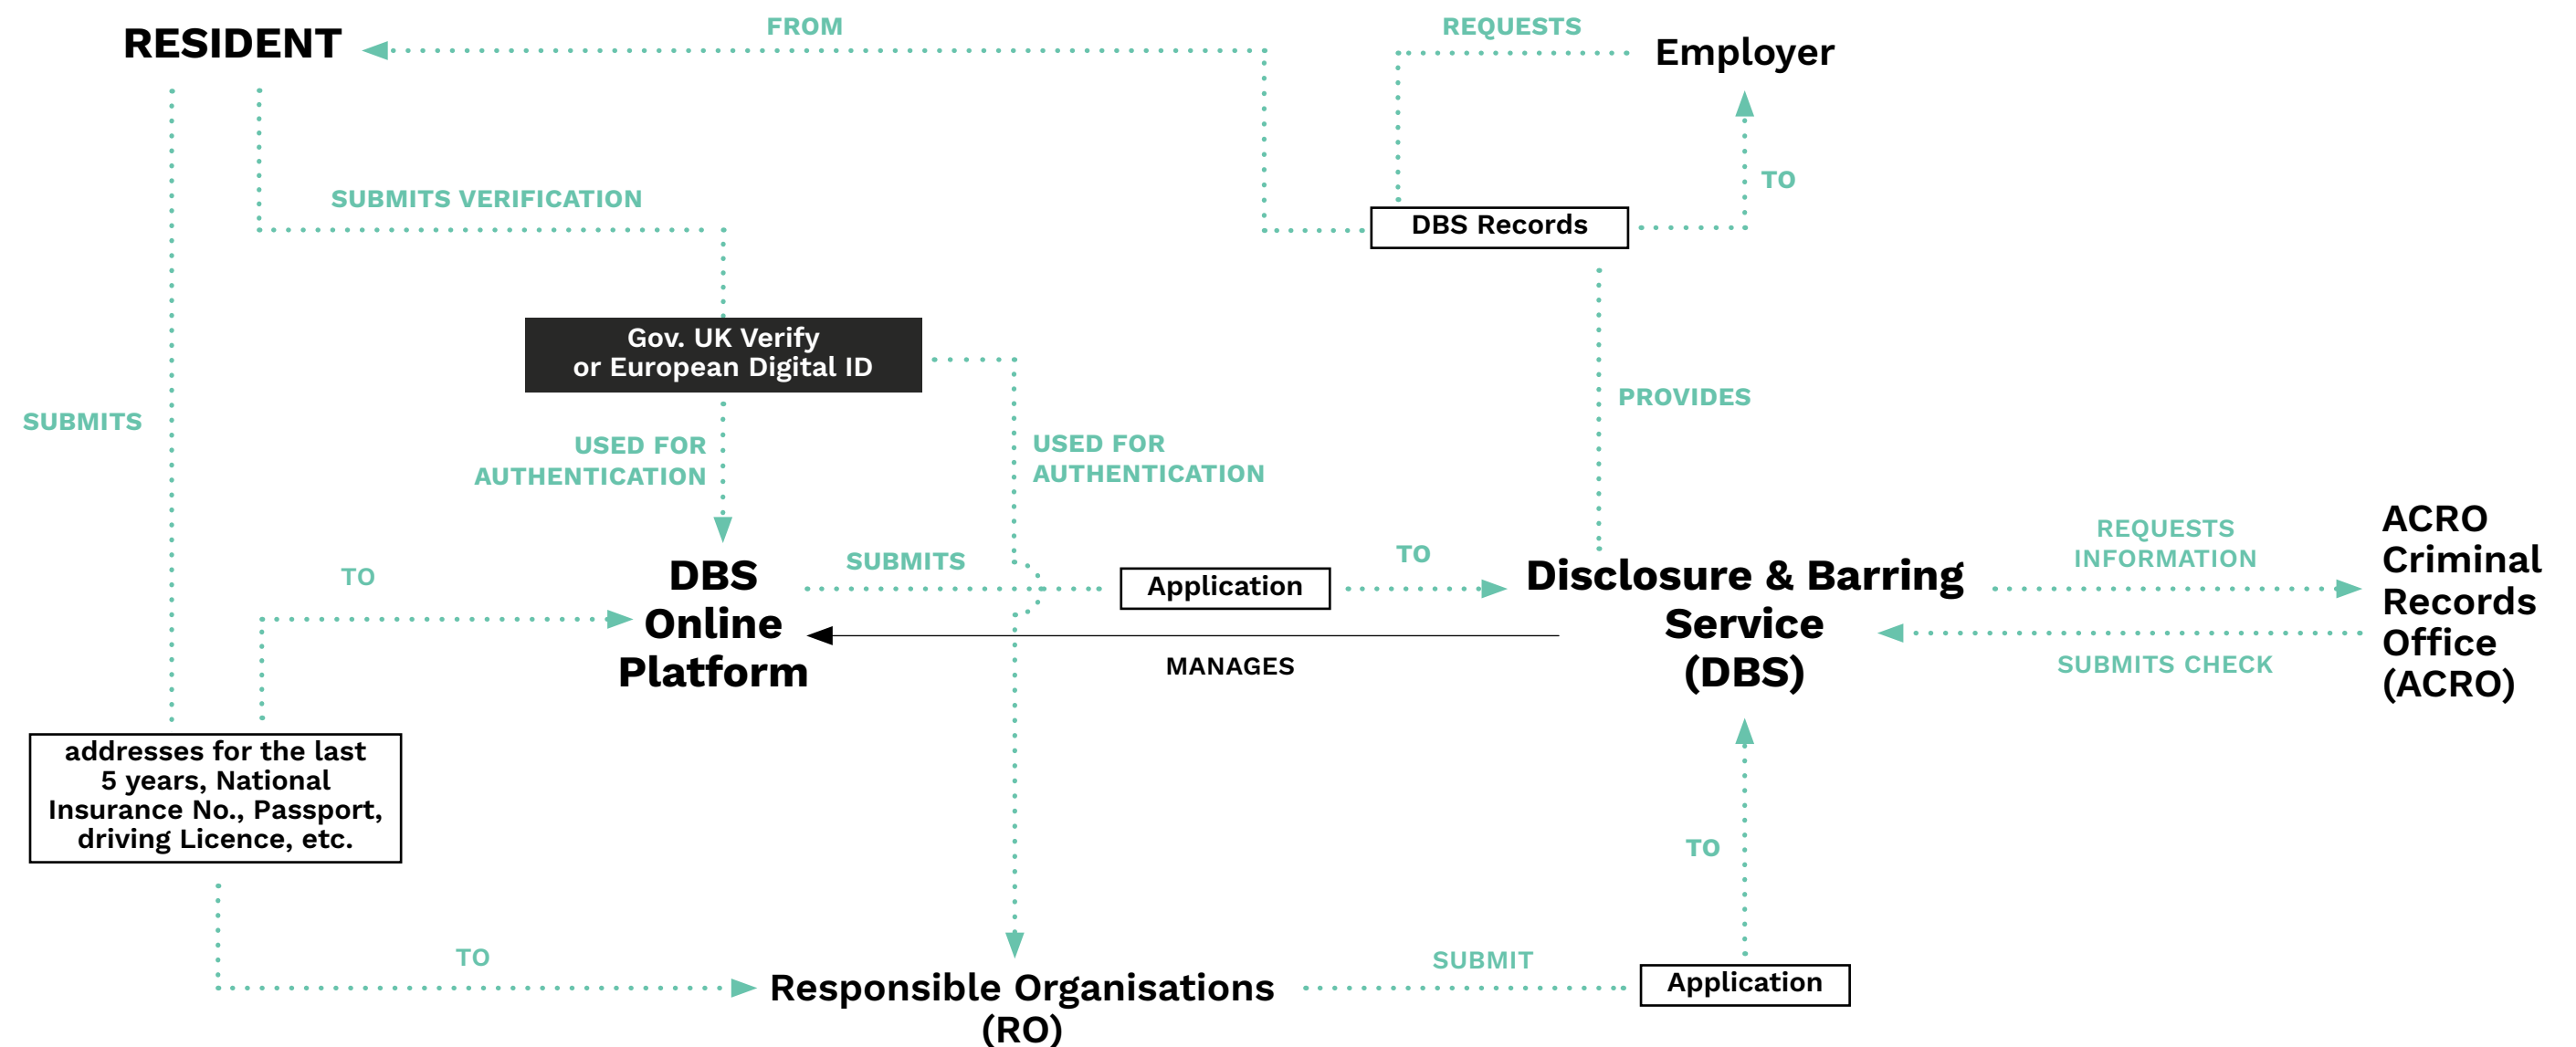 FROM
REQUESTS
RESIDENT
Employer
TO
SUBMITS VERIFICATION
DBS Records
Gov. UK Verify
or European Digital ID
PROVIDES
SUBMITS
USED FOR
AUTHENTICATION
USED FOR
AUTHENTICATION
ACRO
Criminal
Records
Office
(ACRO)
REQUESTS
INFORMATION
TO
SUBMITS
TO
DBS
Online
Platform
Application
Disclosure & Barring
Service
(DBS)
MANAGES
SUBMITS CHECK
addresses for the last
5 years, National
Insurance No., Passport,
driving Licence, etc.
TO
TO
SUBMIT
Responsible Organisations
(RO)
Application